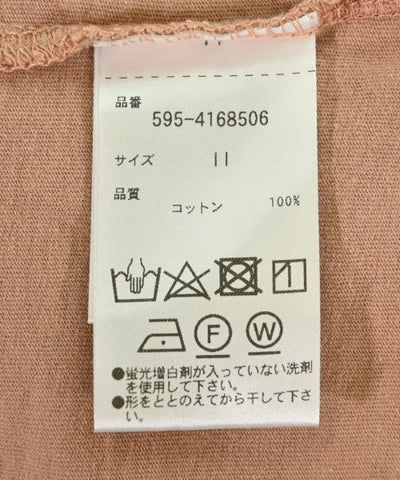 品番
595-4168506
サイズ 11
品質
コットン 100%
F W
●蛍光増白剤が入っていない洗剤
を使用して下さい。
●形をととのえてから干して下さ
い。